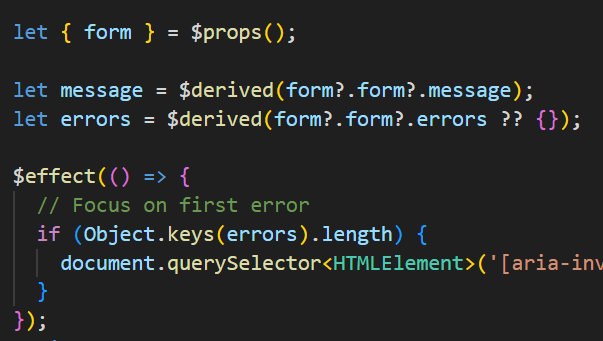 let { form } = $props();
let message = $derived(form?.form?.message);
let errors = $derived(form?.form?.errors ?? {});
$effect(() => {
// Focus on first error
if (Object.keys(errors).length) {
document.querySelector<HTMLElement>('[aria-inv
}
});